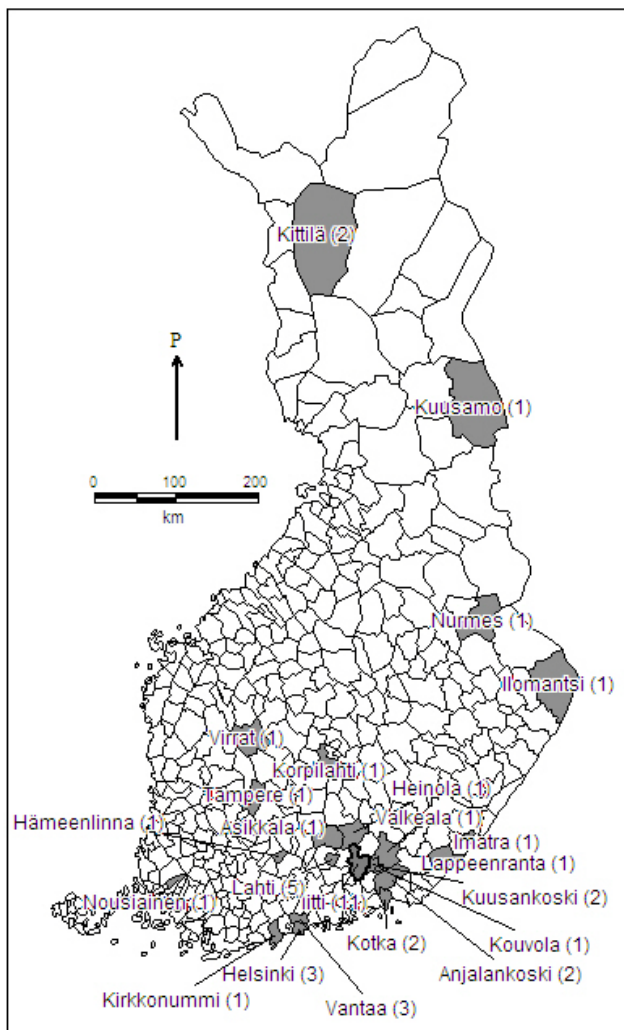 Kittilä (2)
P
Kuusamo (1)
0 100 200
km
Nurmes (1)
Ilomantsi (1)
Virrat (1)
Korpilahti (1)
Heinola (1)
Tampere (1)
Hämeenlinna (1)
Asikkala (1)
Valkeala (1)
Imatra (1)
Lappeenranta (1)
Lahti (5)
Kuusankoski (2)
Nousiainen (1)
Iitti (11)
Kotka (2)
Kouvola (1)
Helsinki (3)
Anjalankoski (2)
Kirkkonummi (1)
Vantaa (3)